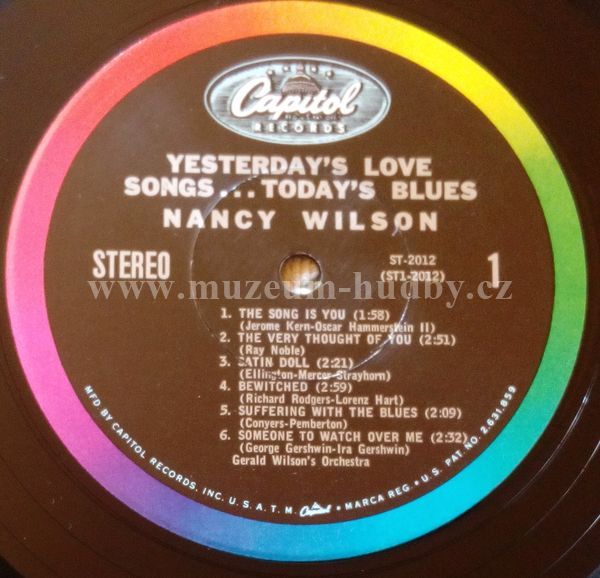 Capitol
RECORDS
YESTERDAY'S LOVE
SONGS...TODAY'S BLUES
NANCY WILSON
STEREO
ST-2012
(ST1-2012)
1
www.muzeum-hudby.cz
1. THE SONG IS YOU (1:58)
(Jerome Kern-Oscar Hammerstein II)
2. THE VERY THOUGHT OF YOU (2:51)
(Ray Noble)
3. SATIN DOLL (2:21)
(Ellington-Mercer-Strayhorn)
4. BEWITCHED (2:59)
(Richard Rodgers-Lorenz Hart)
5. SUFFERING WITH THE BLUES (2:09)
(Conyers-Pemberton)
6. SOMEONE TO WATCH OVER ME (2:32)
(George Gershwin-Ira Gershwin)
Gerald Wilson's Orchestra
MFD BY CAPITOL RECORDS, INC. U.S.A. T.M. Capitol • MARCA REG. • U.S. PAT. NO. 2,631,859